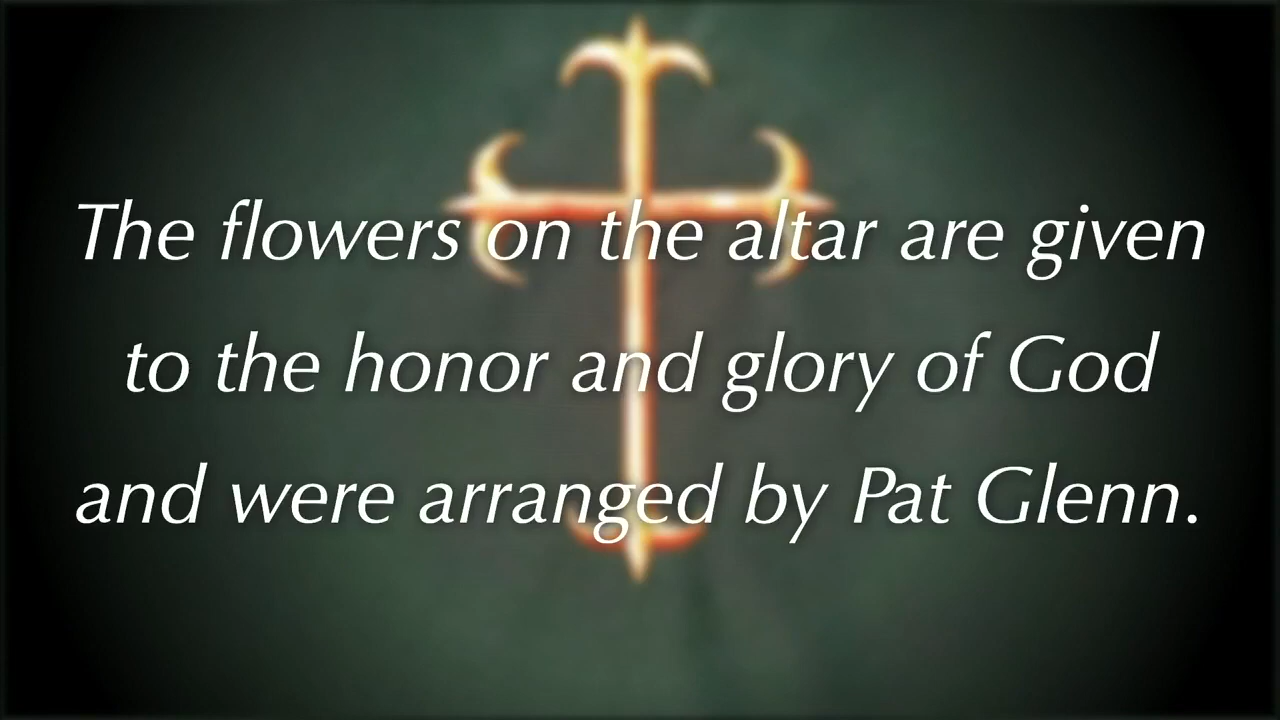 The flowers on the altar are given
to the honor and glory of God
and were arranged by Pat Glenn.